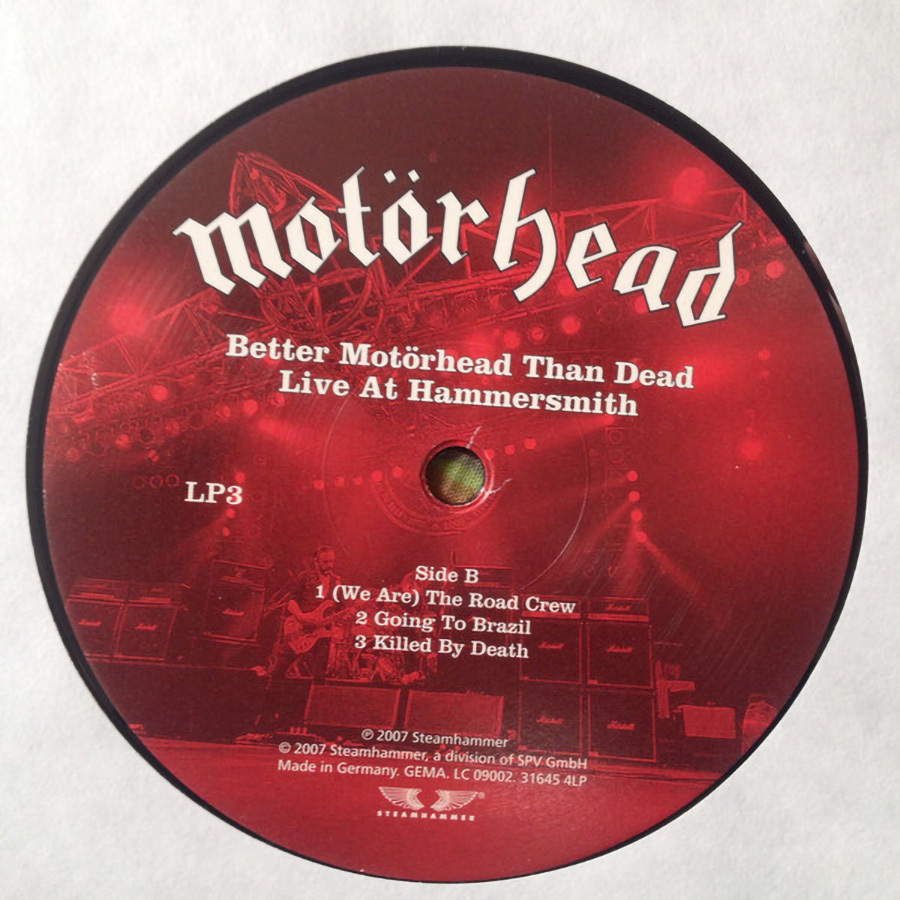 motörhead
Better Motörhead Than Dead
Live At Hammersmith
LP3
Side B
1 (We Are) The Road Crew
2 Going To Brazil
3 Killed By Death
℗ 2007 Steamhammer
© 2007 Steamhammer, a division of SPV GmbH
Made in Germany. GEMA. LC 09002. 31645 4LP
STEAMHAMMER®